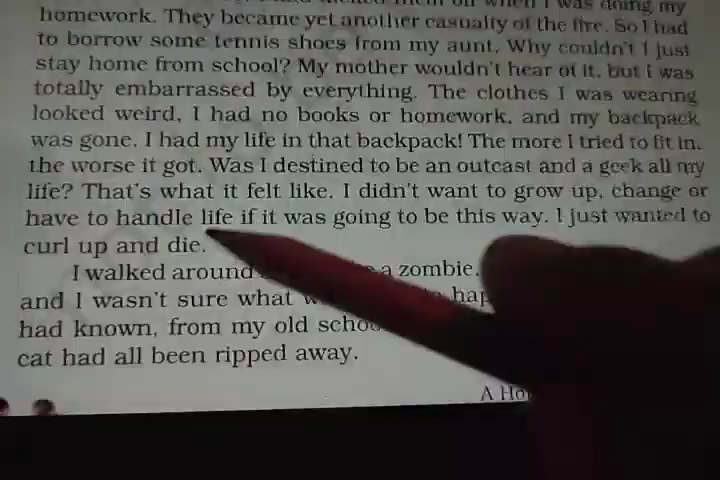 when I was doing my
homework. They became yet another casualty of the fire. So I had
to borrow some tennis shoes from my aunt. Why couldn't I just
stay home from school? My mother wouldn't hear of it, but I was
totally embarrassed by everything. The clothes I was wearing
looked weird, I had no books or homework, and my backpack
was gone. I had my life in that backpack! The more I tried to fit in,
the worse it got. Was I destined to be an outcast and a geek all my
life? That's what it felt like. I didn't want to grow up, change or
have to handle life if it was going to be this way. I just wanted to
curl up and die.
I walked around a zombie.
and I wasn't sure what
had known, from my old
cat had all been ripped away.
A